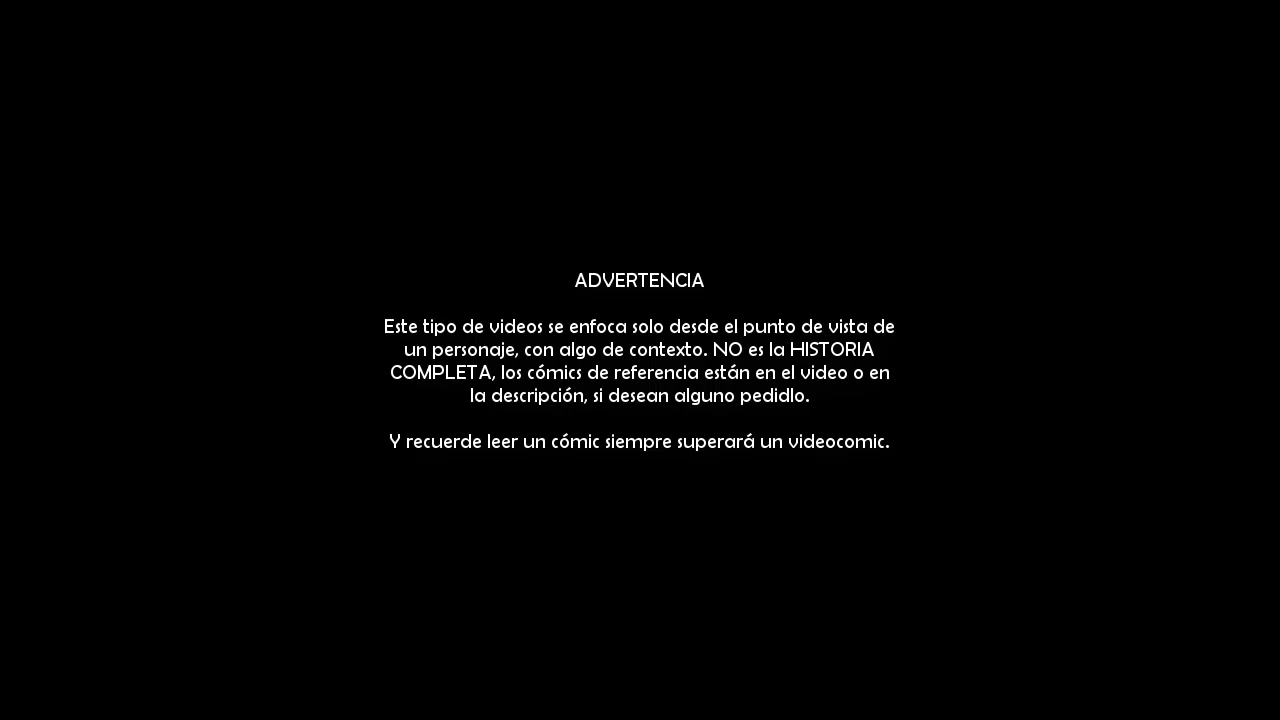 ADVERTENCIA
Este tipo de videos se enfoca solo desde el punto de vista de
un personaje, con algo de contexto. NO es la HISTORIA
COMPLETA, los cómics de referencia están en el video o en
la descripción, si desean alguno pedidlo.
Y recuerde leer un cómic siempre superará un videocomic.